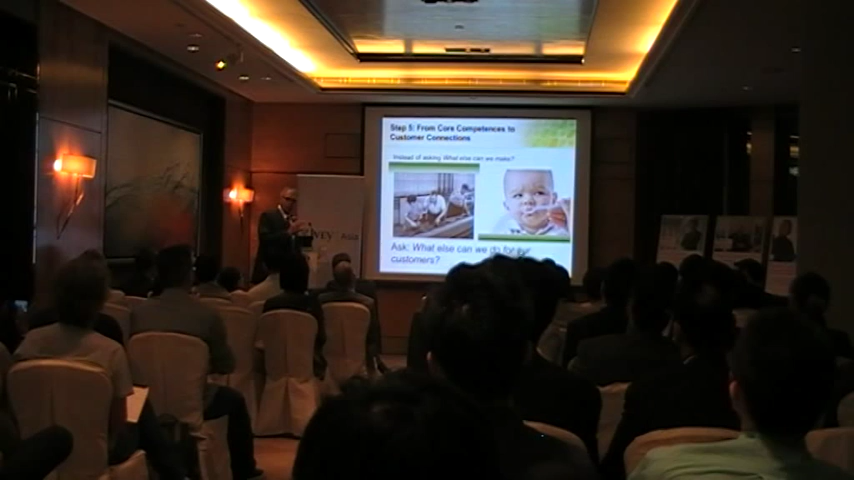 Step 5: From Core Competences to
Customer Connections
Instead of asking What else can we make?
Ask: What else can we do for our
customers?
Asia